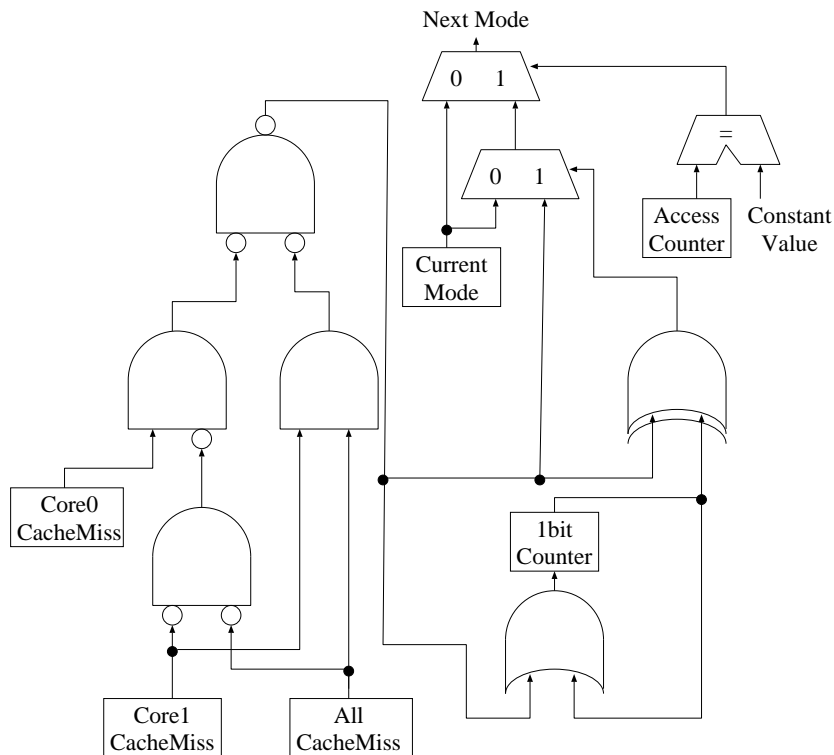 Next Mode
0 1
=
0 1
Access
Counter
Constant
Value
Current
Mode
Core0
CacheMiss
1bit
Counter
Core1
CacheMiss
All
CacheMiss